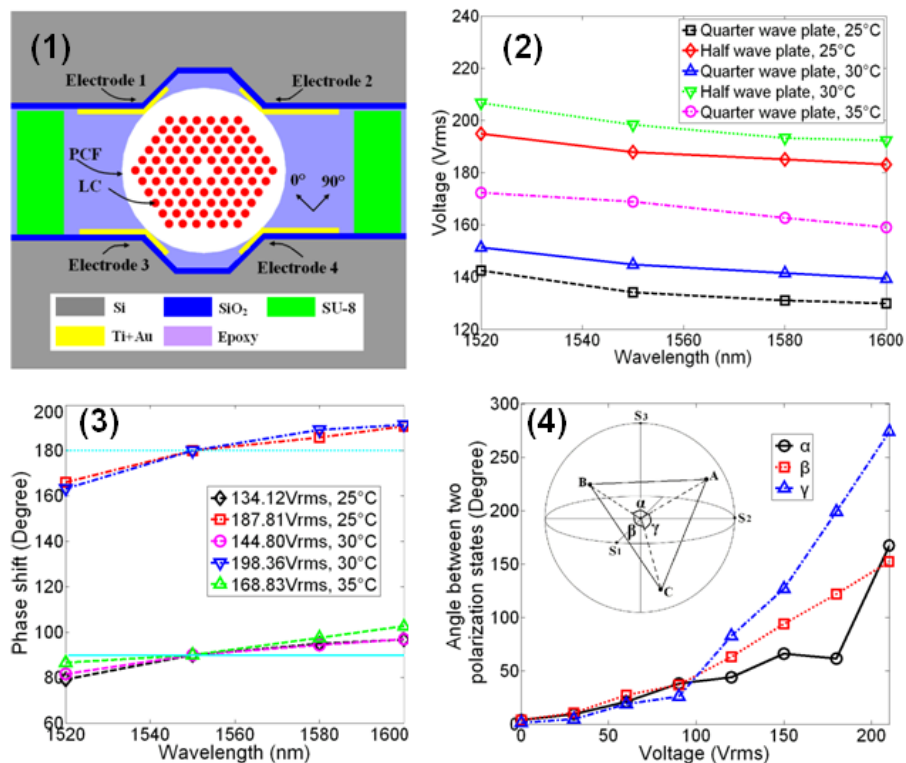 (1)
Electrode 1
Electrode 2
PCF
LC
0°
90°
Electrode 3
Electrode 4
Si
SiO2
SU-8
Ti+Au
Epoxy
(2)
Quarter wave plate, 25°C
Half wave plate, 25°C
Quarter wave plate, 30°C
Half wave plate, 30°C
Quarter wave plate, 35°C
240
220
200
180
160
140
120
Voltage (Vrms)
1520
1540
1560
1580
1600
Wavelength (nm)
(3)
134.12Vrms, 25°C
187.81Vrms, 25°C
144.80Vrms, 30°C
198.36Vrms, 30°C
168.83Vrms, 35°C
200
180
160
140
120
100
80
60
Phase shift (Degree)
1520
1540
1560
1580
1600
Wavelength (nm)
(4)
α
β
γ
S3
A
B
α
β
γ
S2
S1
C
300
250
200
150
100
50
0
Angle between two
polarization states (Degree)
0
50
100
150
200
Voltage (Vrms)